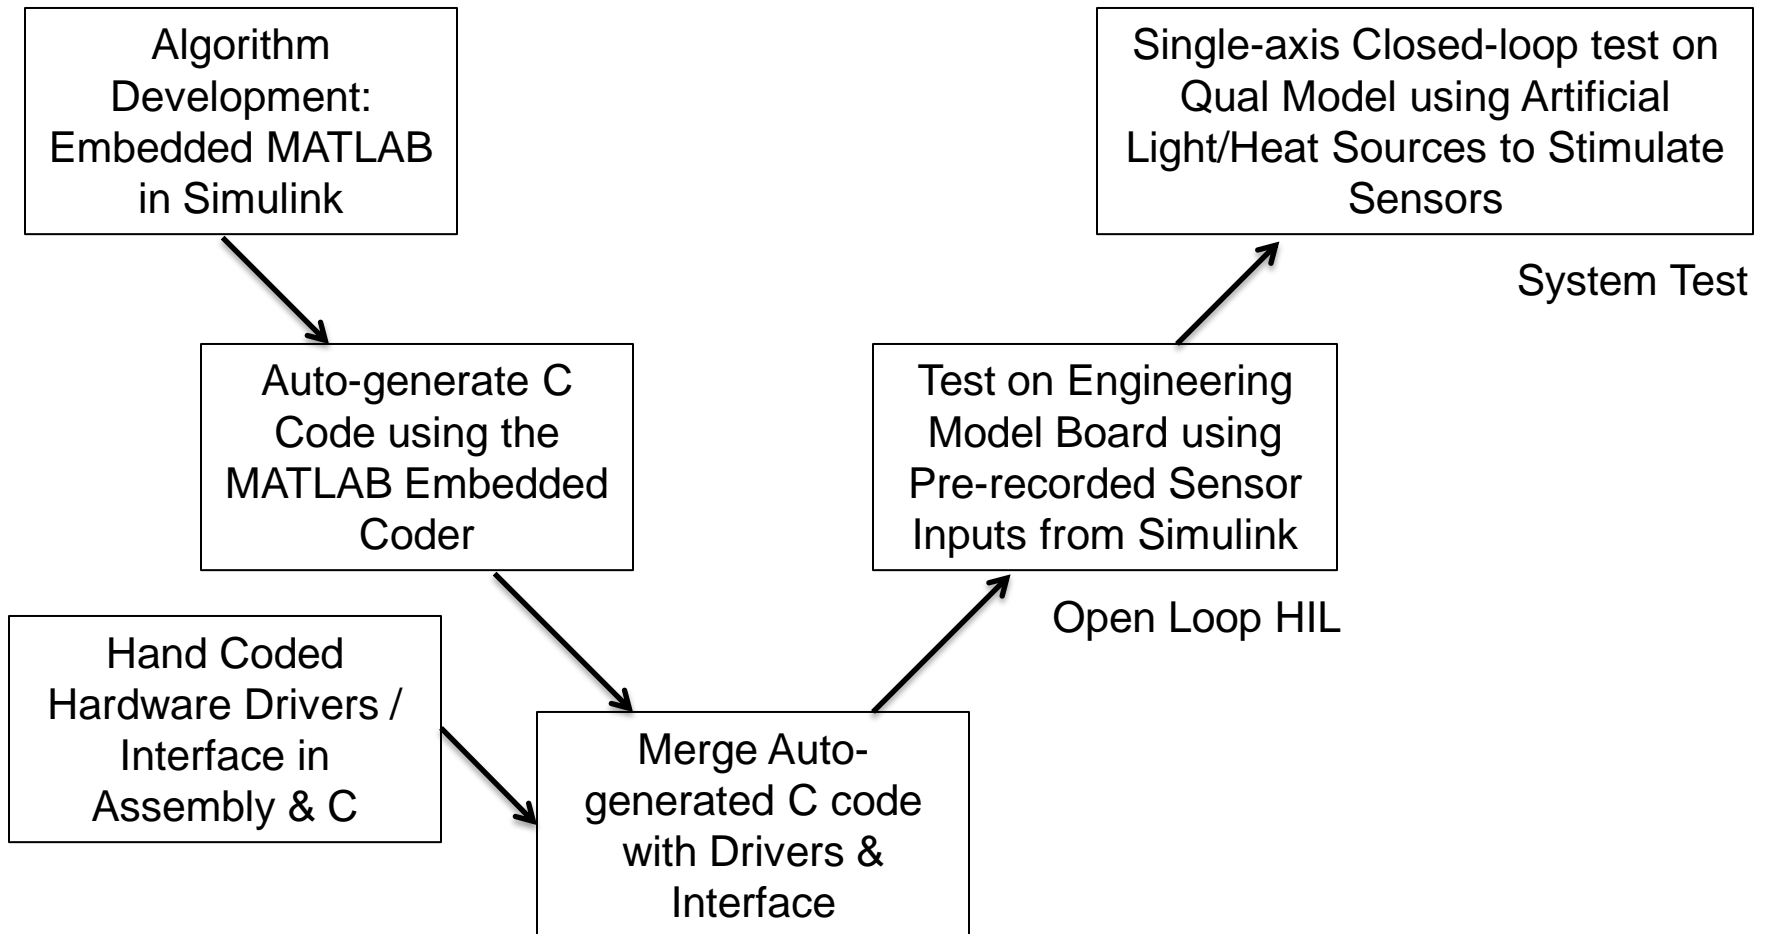 Algorithm
Development:
Embedded MATLAB
in Simulink
Single-axis Closed-loop test on
Qual Model using Artificial
Light/Heat Sources to Stimulate
Sensors
System Test
Auto-generate C
Code using the
MATLAB Embedded
Coder
Test on Engineering
Model Board using
Pre-recorded Sensor
Inputs from Simulink
Open Loop HIL
Hand Coded
Hardware Drivers /
Interface in
Assembly & C
Merge Auto-
generated C code
with Drivers &
Interface